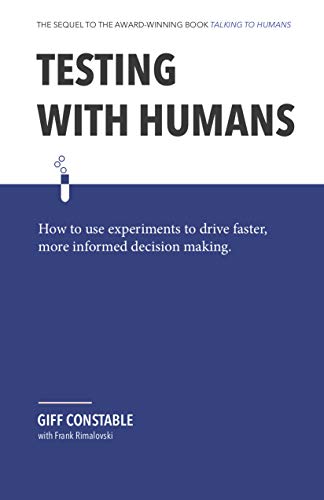 THE SEQUEL TO THE AWARD-WINNING BOOK TALKING TO HUMANS
TESTING
WITH HUMANS
How to use experiments to drive faster,
more informed decision making.
GIFF CONSTABLE
with Frank Rimalovski